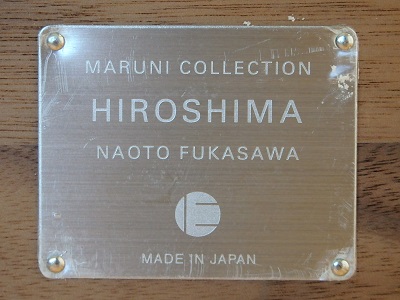 MARUNI COLLECTION
HIROSHIMA
NAOTO FUKASAWA
MADE IN JAPAN